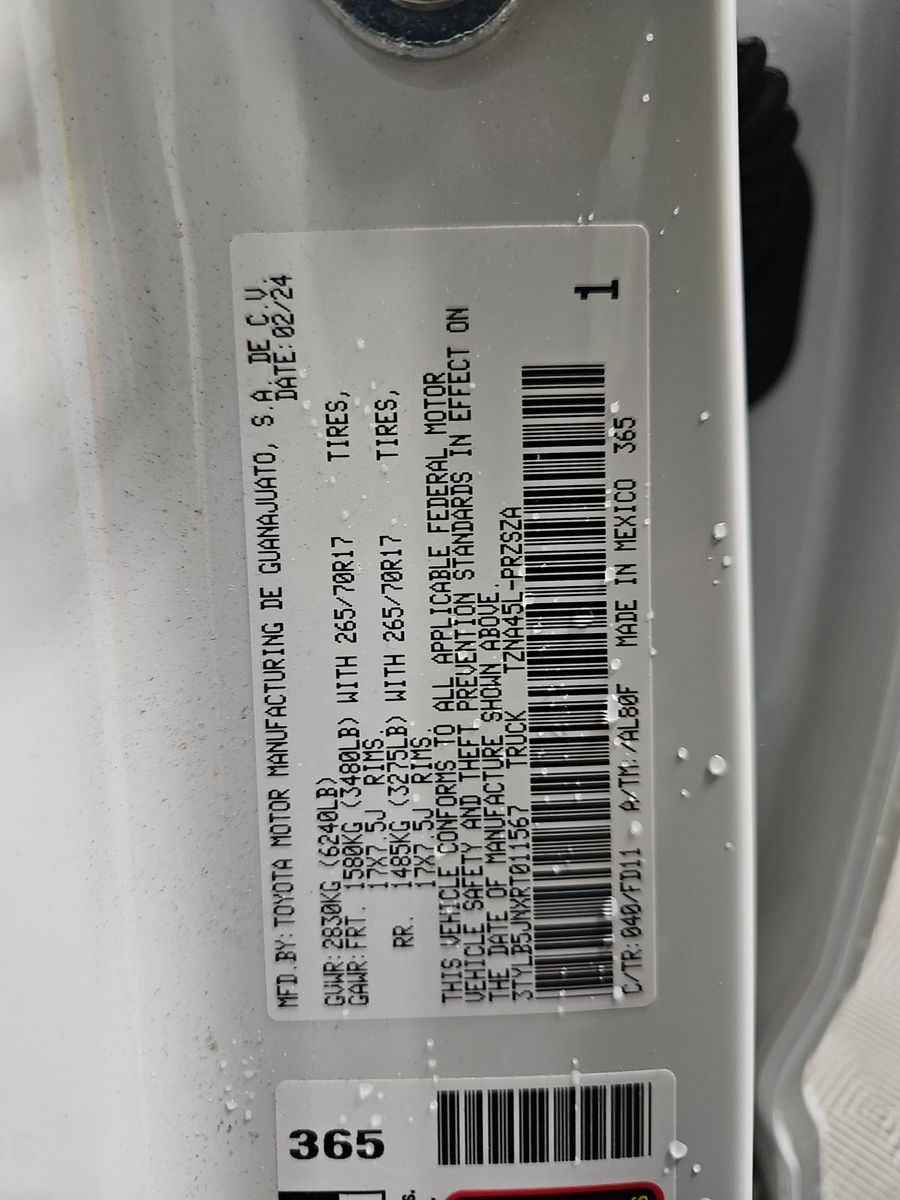 MFD.BY: TOYOTA MOTOR MANUFACTURING DE GUANAJUATO, S.A. DE C.V.
DATE: 02/24
GVWR: 2830KG (6240LB)
GAWR: FRT. 1580KG (3480LB) WITH 265/70R17 TIRES,
17X7.5J RIMS.
RR. 1485KG (3275LB) WITH 265/70R17 TIRES,
17X7.5J RIMS.
THIS VEHICLE CONFORMS TO ALL APPLICABLE FEDERAL MOTOR
VEHICLE SAFETY AND THEFT PREVENTION STANDARDS IN EFFECT ON
THE DATE OF MANUFACTURE SHOWN ABOVE.
3TYLB5JNXRT011567 TRUCK TZNA45L-PRZSZA
1
C/TR: 040/FD11 A/TM: /AL80F MADE IN MEXICO 365
365